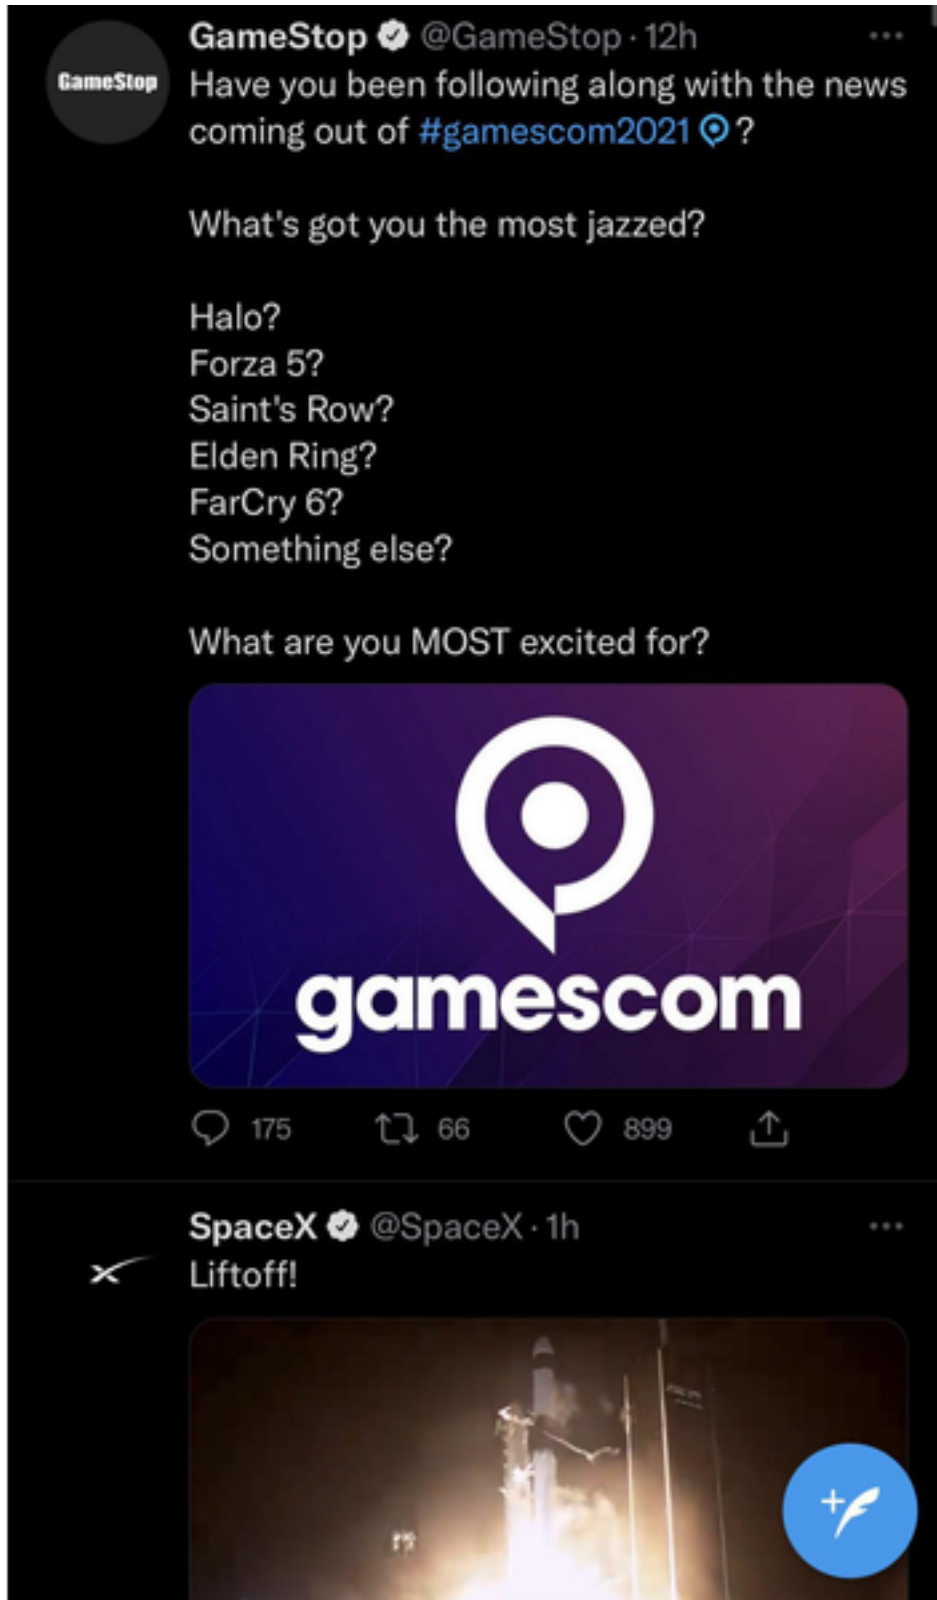 GameStop @GameStop · 12h
GameStop
Have you been following along with the news
coming out of #gamescom2021 ?
What's got you the most jazzed?
Halo?
Forza 5?
Saint's Row?
Elden Ring?
FarCry 6?
Something else?
What are you MOST excited for?
gamescom
175 66 899
SpaceX @SpaceX · 1h
Liftoff!